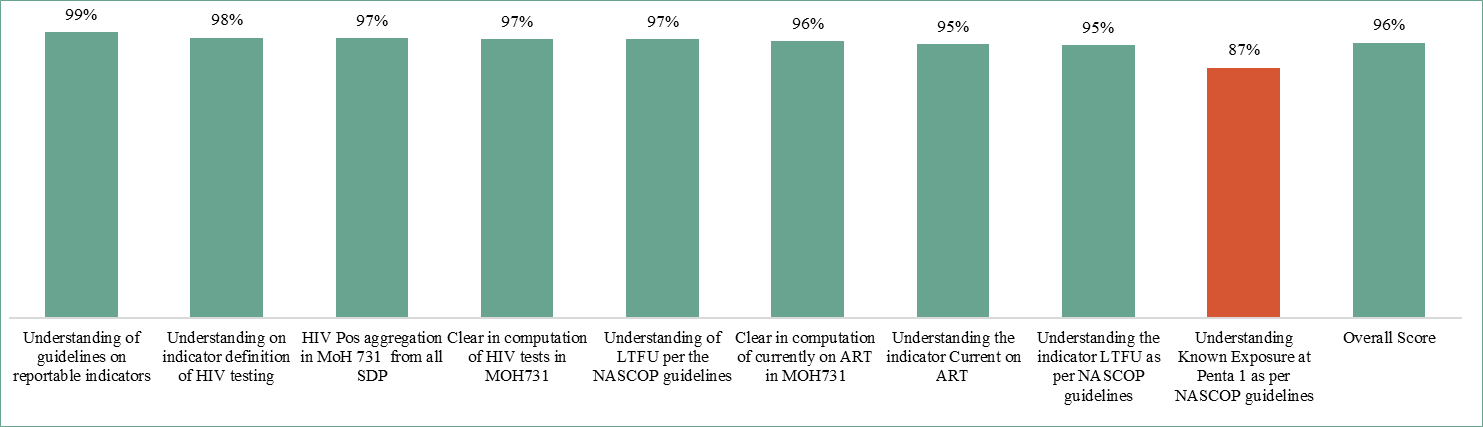 99%
98%
97%
97%
97%
96%
95%
95%
87%
96%
Understanding of
guidelines on
reportable indicators
Understanding on
indicator definition
of HIV testing
HIV Pos aggregation
in MoH 731  from all
SDP
Clear in computation
of HIV tests in
MOH731
Understanding of
LTFU per the
NASCOP guidelines
Clear in computation
of currently on ART
in MOH731
Understanding the
indicator Current on
ART
Understanding the
indicator LTFU as
per NASCOP
guidelines
Understanding
Known Exposure at
Penta 1 as per
NASCOP guidelines
Overall Score